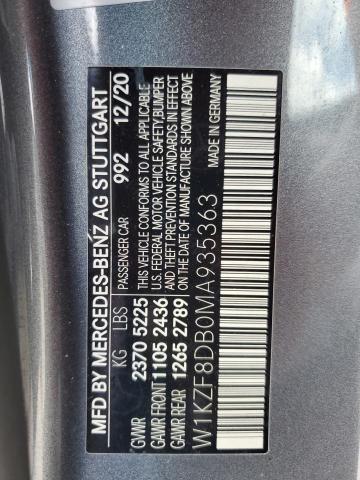 MFD BY MERCEDES-BENZ AG STUTTGART
PASSENGER CAR 992 12/20
KG LBS
THIS VEHICLE CONFORMS TO ALL APPLICABLE
U.S. FEDERAL MOTOR VEHICLE SAFETY, BUMPER,
AND THEFT PREVENTION STANDARDS IN EFFECT
ON THE DATE OF MANUFACTURE SHOWN ABOVE
GVWR 2370 5225
GAWR FRONT 1105 2436
GAWR REAR 1265 2789
MADE IN GERMANY
W1KZF8DB0MA935363